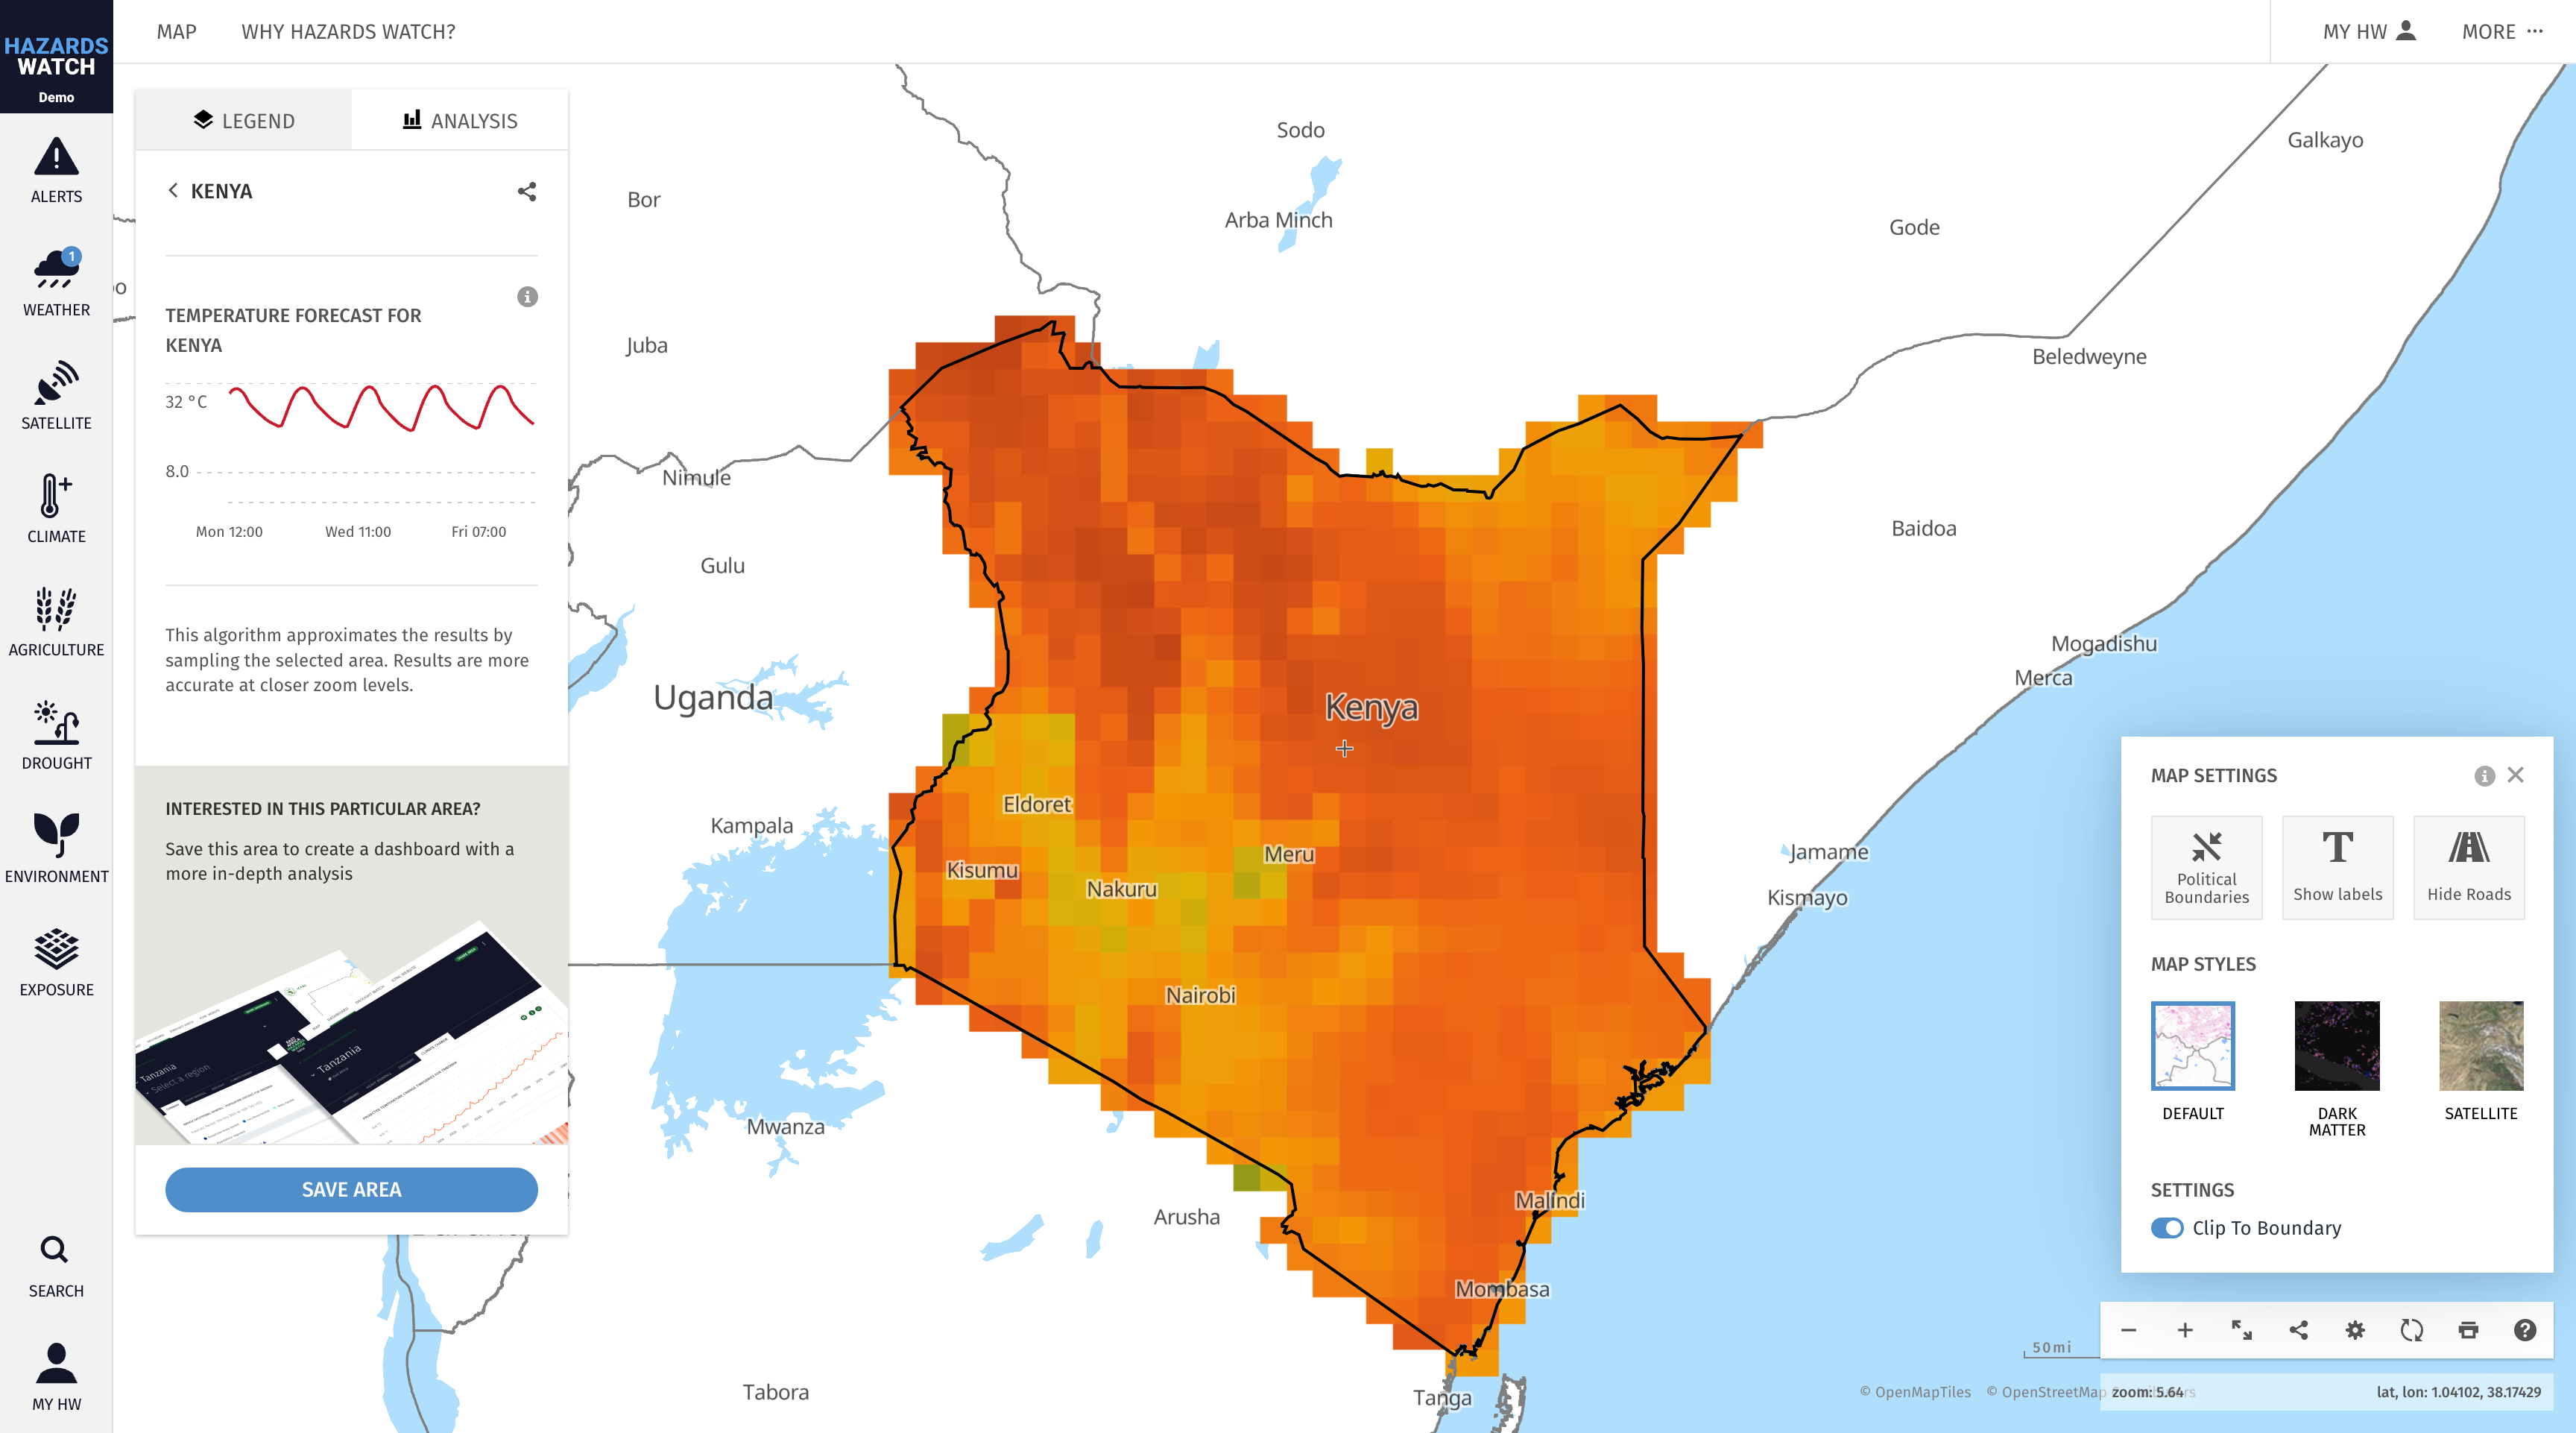 HAZARDS
WATCH
Demo
MAP
WHY HAZARDS WATCH?
MY HW
MORE
ALERTS
1
WEATHER
SATELLITE
CLIMATE
AGRICULTURE
DROUGHT
ENVIRONMENT
EXPOSURE
SEARCH
MY HW
LEGEND
ANALYSIS
KENYA
TEMPERATURE FORECAST FOR
KENYA
32 °C
8.0
Mon 12:00
Wed 11:00
Fri 07:00
This algorithm approximates the results by
sampling the selected area. Results are more
accurate at closer zoom levels.
INTERESTED IN THIS PARTICULAR AREA?
Save this area to create a dashboard with a
more in-depth analysis
Tanzania
Select a region
Tanzania
SAVE AREA
Sodo
Galkayo
Bor
Arba Minch
Gode
Juba
Beledweyne
Nimule
Baidoa
Gulu
Mogadishu
Merca
Uganda
Kenya
Eldoret
Kampala
Meru
Jamame
Kisumu
Nakuru
Kismayo
Nairobi
Mwanza
Malindi
Arusha
Mombasa
Tabora
Tanga
MAP SETTINGS
Political
Boundaries
Show labels
Hide Roads
MAP STYLES
DEFAULT
DARK
MATTER
SATELLITE
SETTINGS
Clip To Boundary
50mi
© OpenMapTiles © OpenStreetMap
zoom: 5.64
lat, lon: 1.04102, 38.17429